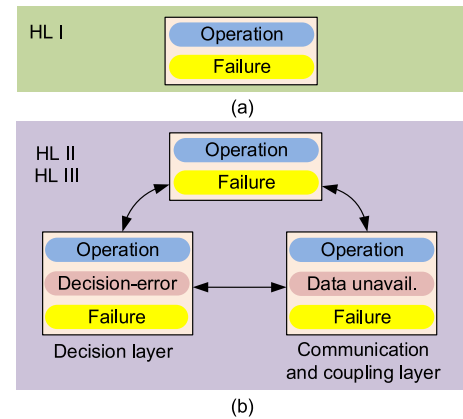 HL I
Operation
Failure
(a)
HL II
HL III
Operation
Failure
Operation
Decision-error
Failure
Decision layer
Operation
Data unavail.
Failure
Communication
and coupling layer
(b)